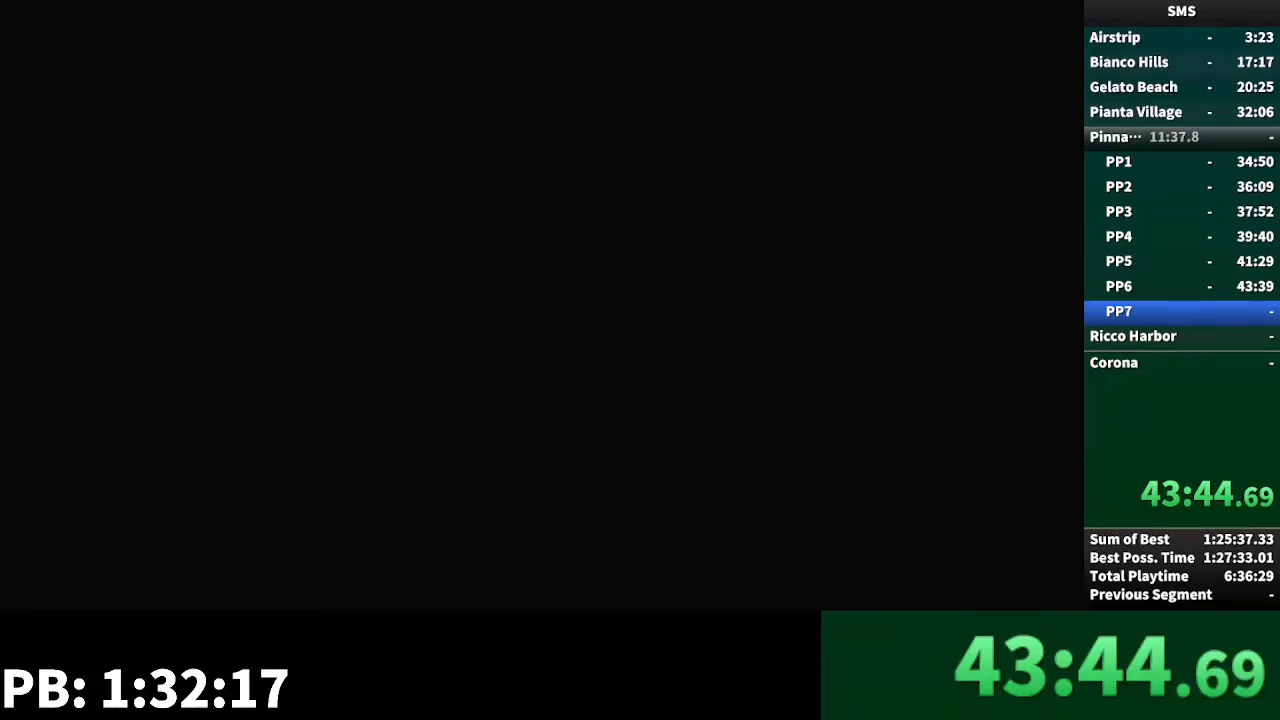 SMS
Airstrip - 3:23
Bianco Hills - 17:17
Gelato Beach - 20:25
Pianta Village - 32:06
Pinna… 11:37.8 -
PP1 - 34:50
PP2 - 36:09
PP3 - 37:52
PP4 - 39:40
PP5 - 41:29
PP6 - 43:39
PP7 -
Ricco Harbor -
Corona -
43:44.69
Sum of Best 1:25:37.33
Best Poss. Time 1:27:33.01
Total Playtime 6:36:29
Previous Segment -
PB: 1:32:17
43:44.69